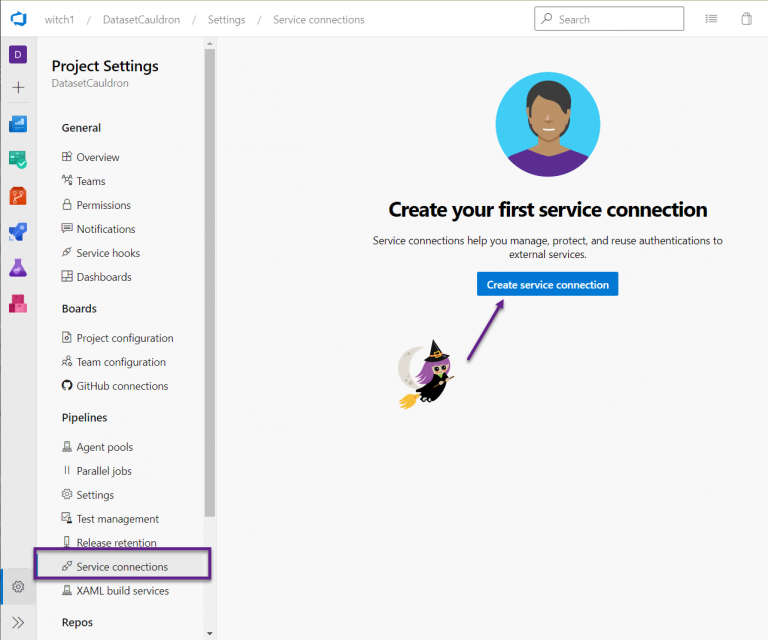 witch1 / DatasetCauldron / Settings / Service connections
Search
D
Project Settings
DatasetCauldron
General
Overview
Teams
Permissions
Notifications
Service hooks
Dashboards
Boards
Project configuration
Team configuration
GitHub connections
Pipelines
Agent pools
Parallel jobs
Settings
Test management
Release retention
Service connections
XAML build services
Repos
Create your first service connection
Service connections help you manage, protect, and reuse authentications to
external services.
Create service connection